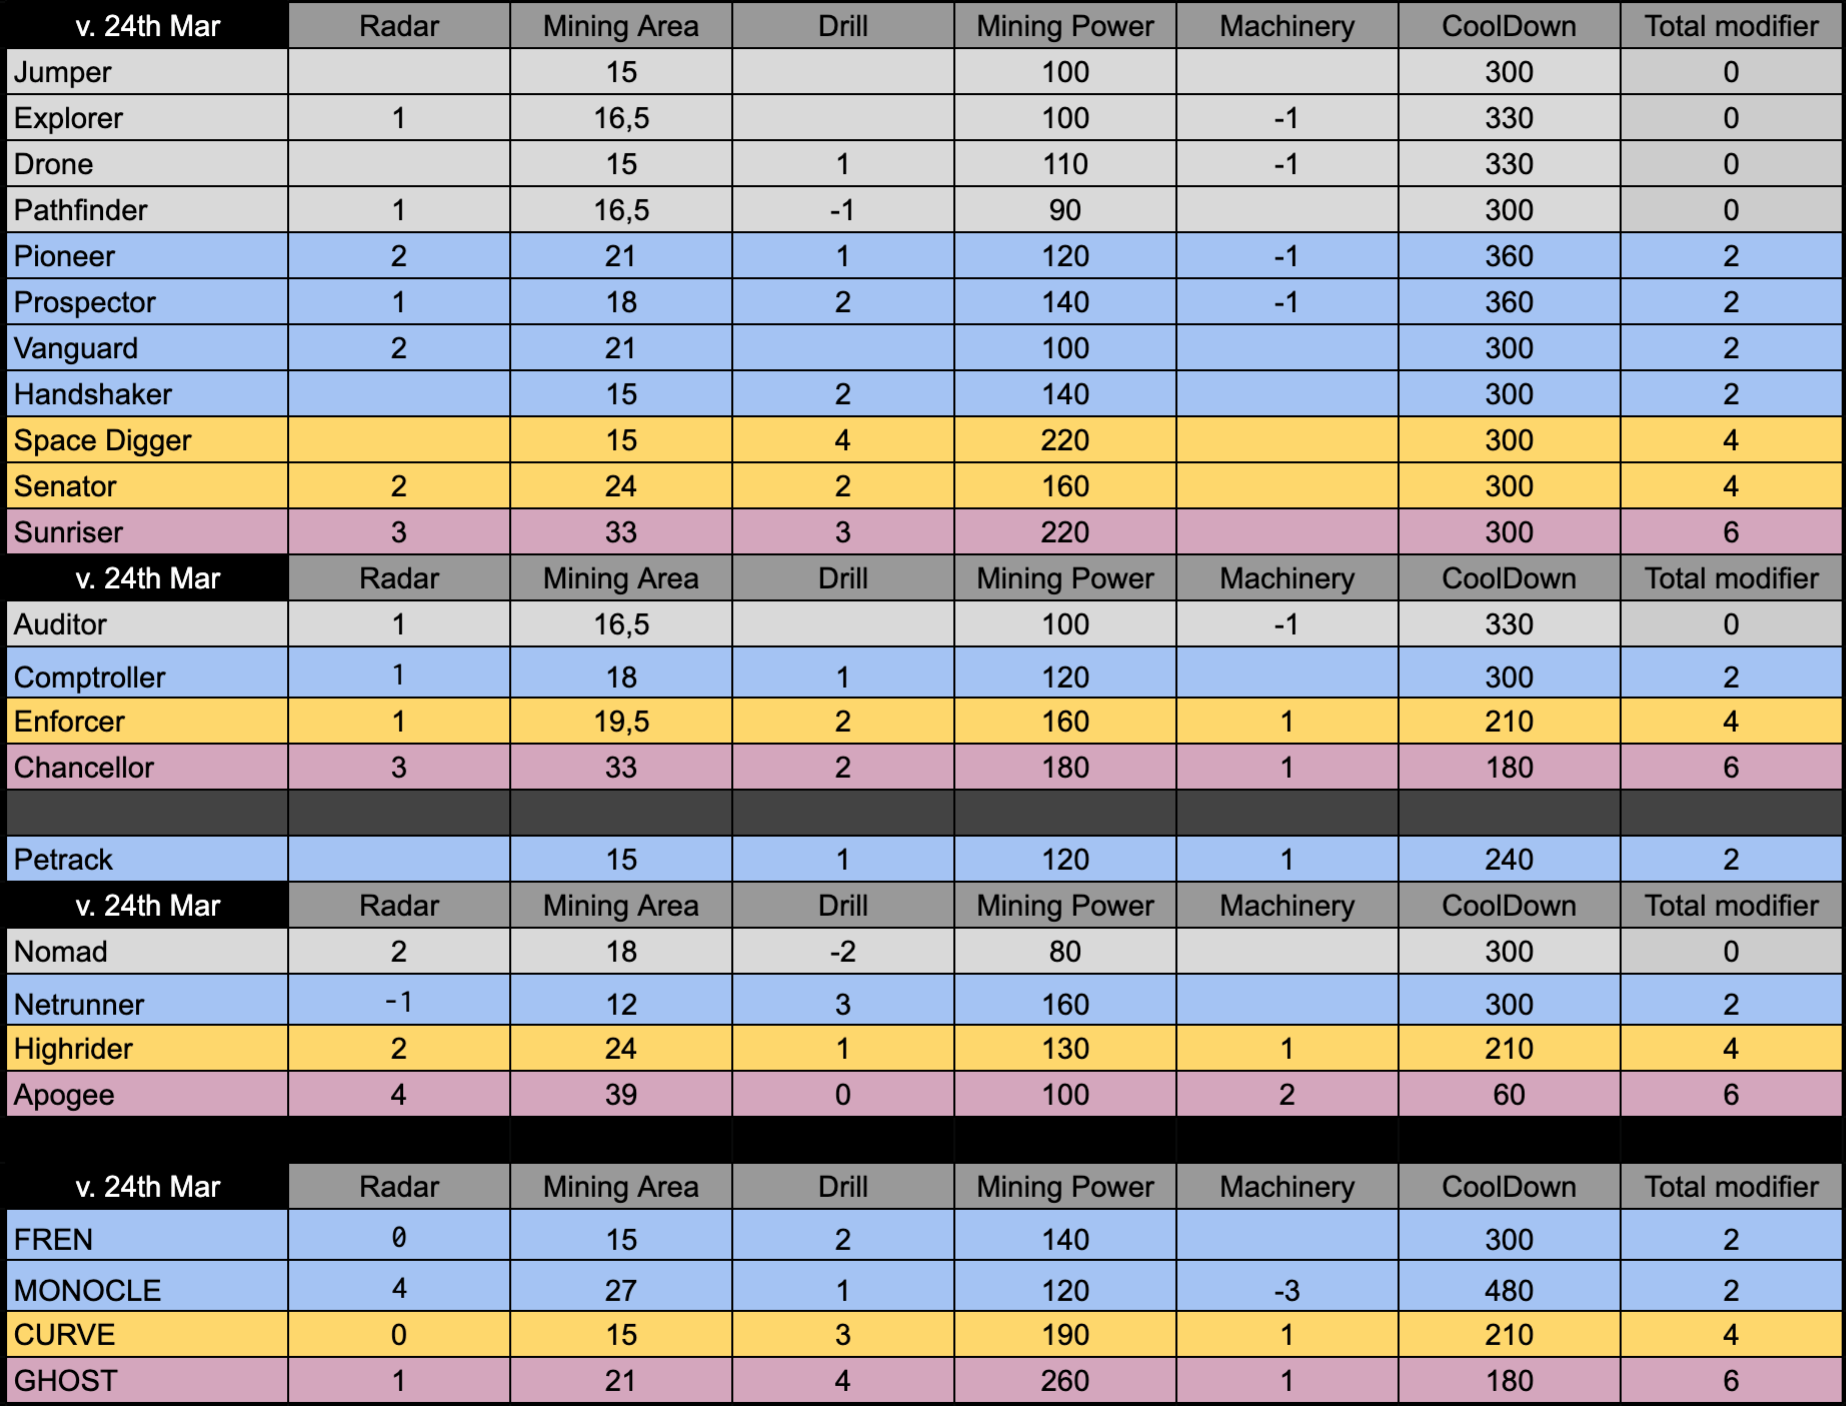 v. 24th Mar Radar Mining Area Drill Mining Power Machinery CoolDown Total modifier
Jumper 15 100 300 0
Explorer 1 16,5 100 -1 330 0
Drone 15 1 110 -1 330 0
Pathfinder 1 16,5 -1 90 300 0
Pioneer 2 21 1 120 -1 360 2
Prospector 1 18 2 140 -1 360 2
Vanguard 2 21 100 300 2
Handshaker 15 2 140 300 2
Space Digger 15 4 220 300 4
Senator 2 24 2 160 300 4
Sunriser 3 33 3 220 300 6
v. 24th Mar Radar Mining Area Drill Mining Power Machinery CoolDown Total modifier
Auditor 1 16,5 100 -1 330 0
Comptroller 1 18 1 120 300 2
Enforcer 1 19,5 2 160 1 210 4
Chancellor 3 33 2 180 1 180 6
Petrack 15 1 120 1 240 2
v. 24th Mar Radar Mining Area Drill Mining Power Machinery CoolDown Total modifier
Nomad 2 18 -2 80 300 0
Netrunner -1 12 3 160 300 2
Highrider 2 24 1 130 1 210 4
Apogee 4 39 0 100 2 60 6
v. 24th Mar Radar Mining Area Drill Mining Power Machinery CoolDown Total modifier
FREN 0 15 2 140 300 2
MONOCLE 4 27 1 120 -3 480 2
CURVE 0 15 3 190 1 210 4
GHOST 1 21 4 260 1 180 6